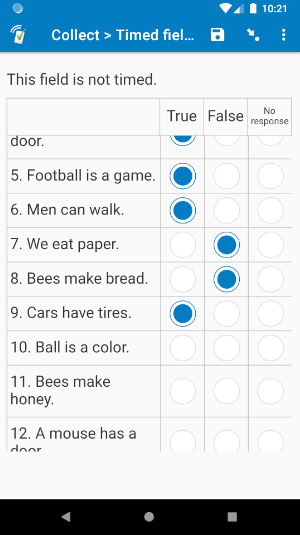 10:21
Collect > Timed fiel...
This field is not timed.
True False No response
door.
5. Football is a game.
6. Men can walk.
7. We eat paper.
8. Bees make bread.
9. Cars have tires.
10. Ball is a color.
11. Bees make
honey.
12. A mouse has a
door.